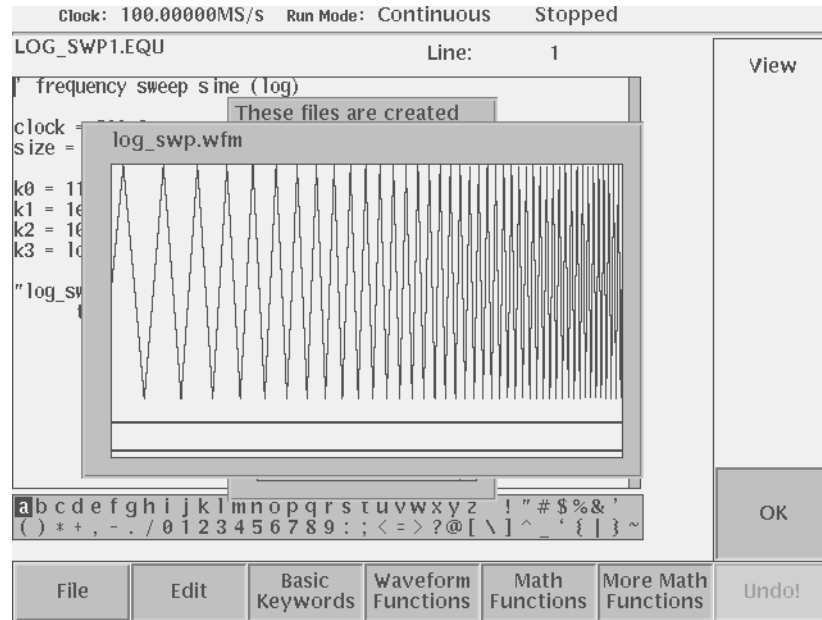 Clock: 100.00000MS/s Run Mode: Continuous Stopped
LOG_SWP1.EQU Line: 1
View
' frequency sweep sine (log)
These files are created
clock =
size =
log_swp.wfm
k0 = 11
k1 = 1e
k2 = 10
k3 = lo
"log_sw
a b c d e f g h i j k l m n o p q r s t u v w x y z ! " # $ % & '
( ) * + , - . / 0 1 2 3 4 5 6 7 8 9 : ; < = > ? @ [ \ ] ^ _ ‘ { | } ~
OK
File Edit Basic Keywords Waveform Functions Math Functions More Math Functions Undo!